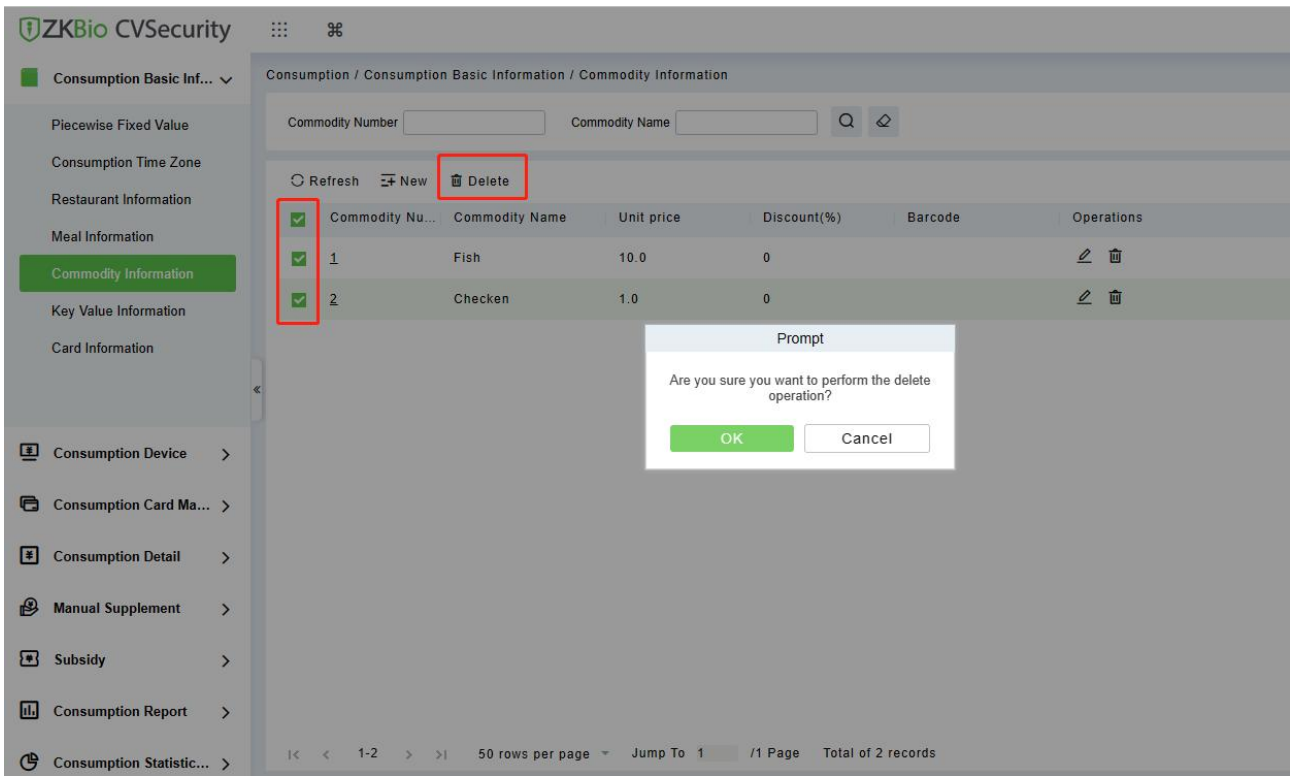 ZKBio CVSecurity
Consumption Basic Inf...
Piecewise Fixed Value
Consumption Time Zone
Restaurant Information
Meal Information
Commodity Information
Key Value Information
Card Information
Consumption Device
Consumption Card Ma...
Consumption Detail
Manual Supplement
Subsidy
Consumption Report
Consumption Statistic...
Consumption / Consumption Basic Information / Commodity Information
Commodity Number Commodity Name
Refresh New Delete
Commodity Nu... Commodity Name Unit price Discount(%) Barcode Operations
1 Fish 10.0 0
2 Checken 1.0 0
Prompt
Are you sure you want to perform the delete
operation?
OK Cancel
1-2 50 rows per page Jump To 1 /1 Page Total of 2 records